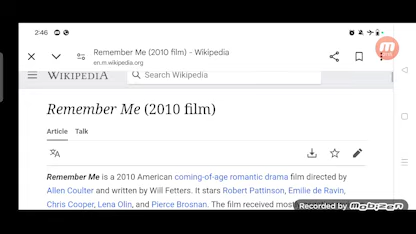 2:46
Remember Me (2010 film) - Wikipedia
en.m.wikipedia.org
WIKIPEDIA
Search Wikipedia
Remember Me (2010 film)
Article Talk
Remember Me is a 2010 American coming-of-age romantic drama film directed by
Allen Coulter and written by Will Fetters. It stars Robert Pattinson, Emilie de Ravin,
Chris Cooper, Lena Olin, and Pierce Brosnan. The film received most
Recorded by Mobizen